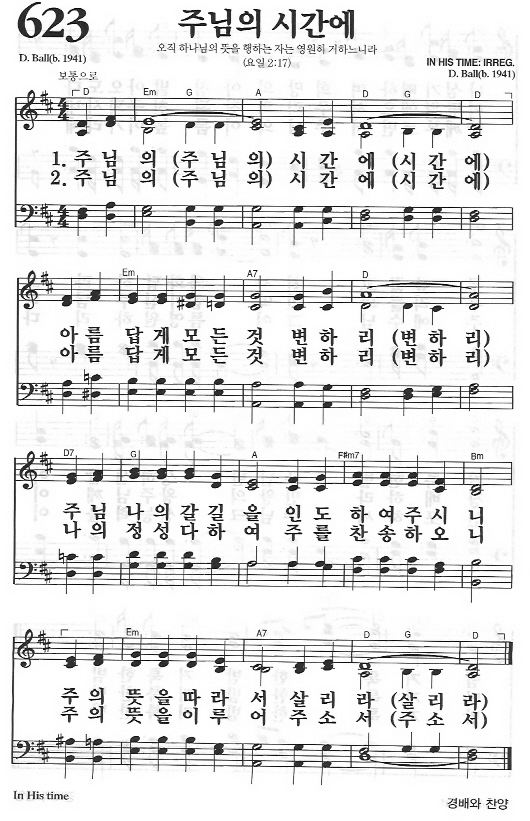 623 주님의 시간에
오직 하나님의 뜻을 행하는 자는 영원히 거하느니라
(요일 2:17)
D. Ball(b. 1941)
IN HIS TIME: IRREG.
D. Ball(b. 1941)
보통으로
D Em G A Em D G D
1. 주님 의 (주님 의) 시 간 에 (시 간 에)
2. 주님 의 (주님 의) 시 간 에 (시 간 에)
Em A7 D
아 름 답 게 모 든 것 변 하 리 (변 하 리)
아 름 답 게 모 든 것 변 하 리 (변 하 리)
D7 G A F#m7 Bm
주 님 나 의 갈 길 을 인 도 하 여 주 시 니
나 의 정 성 다 하 여 주 를 찬 송 하 오 니
Em A7 D G D
주 의 뜻 을 따 라 서 살 리 라 (살 리 라)
주 의 뜻 을 이 루 어 주 소 서 (주 소 서)
In His time
경배와 찬양